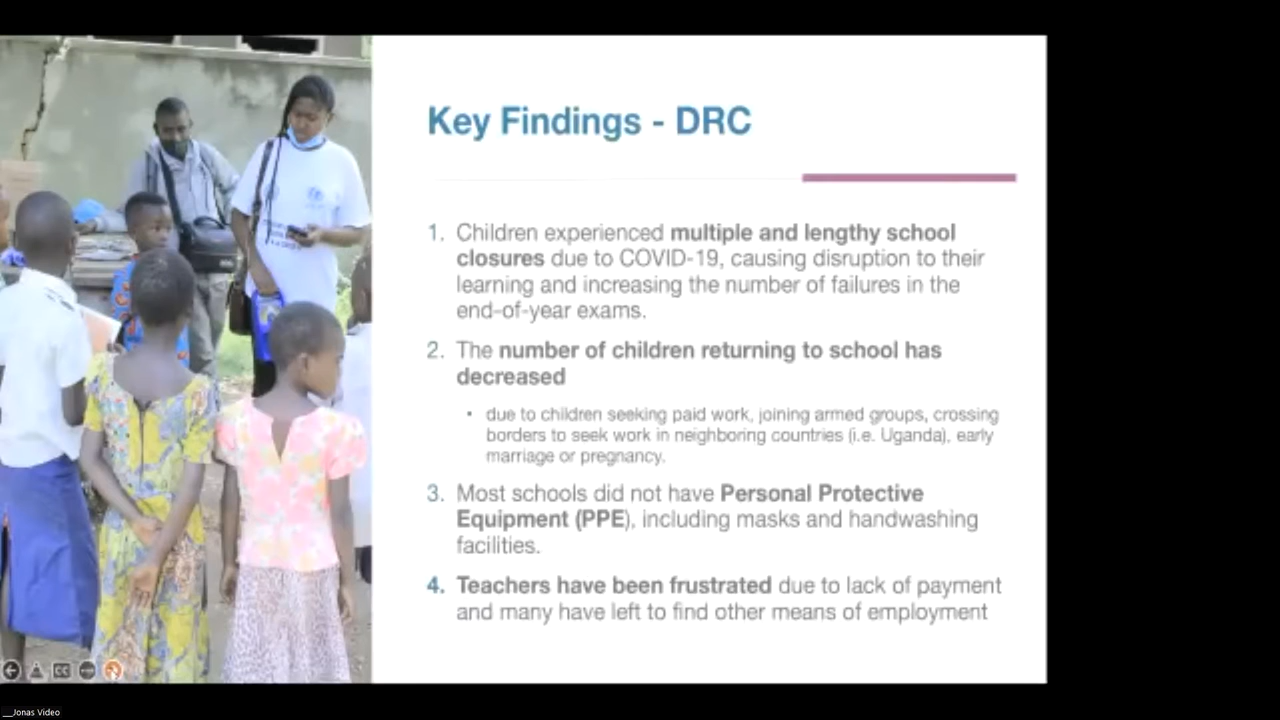 Key Findings - DRC
1. Children experienced multiple and lengthy school
closures due to COVID-19, causing disruption to their
learning and increasing the number of failures in the
end-of-year exams.
2. The number of children returning to school has
decreased
• due to children seeking paid work, joining armed groups, crossing
borders to seek work in neighboring countries (i.e. Uganda), early
marriage or pregnancy.
3. Most schools did not have Personal Protective
Equipment (PPE), including masks and handwashing
facilities.
4. Teachers have been frustrated due to lack of payment
and many have left to find other means of employment
CC
__Jonas Video